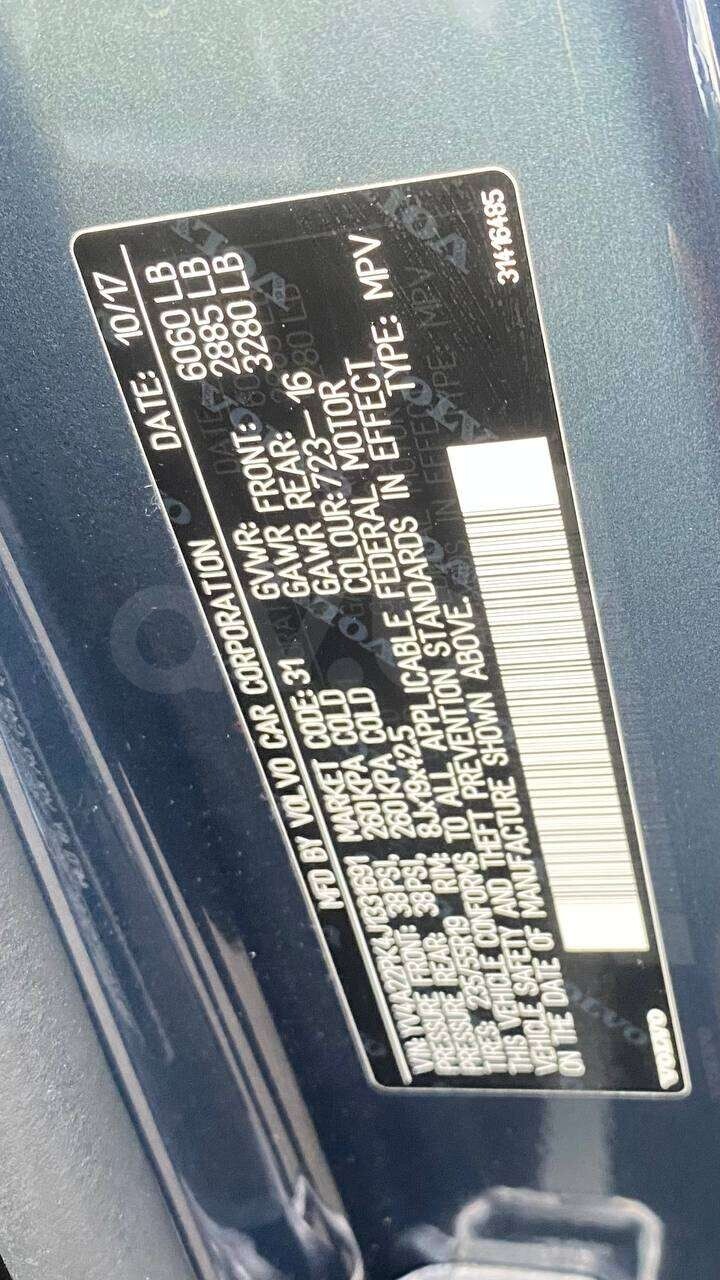 MFD BY VOLVO CAR CORPORATION DATE: 10/17
VIN: YV4A22PK4J1331691 MARKET CODE: 31 GVWR: 6060 LB
PRESSURE FRONT: 38PSI, 260KPA COLD GAWR FRONT: 2885 LB
PRESSURE REAR: 38PSI, 260KPA COLD GAWR REAR: 3280 LB
TIRES: 235/55R19 RIM: 8Jx19x42.5 COLOUR: 723—16
THIS VEHICLE CONFORMS TO ALL APPLICABLE FEDERAL MOTOR
VEHICLE SAFETY AND THEFT PREVENTION STANDARDS IN EFFECT
ON THE DATE OF MANUFACTURE SHOWN ABOVE. TYPE: MPV
VOLVO 31416485